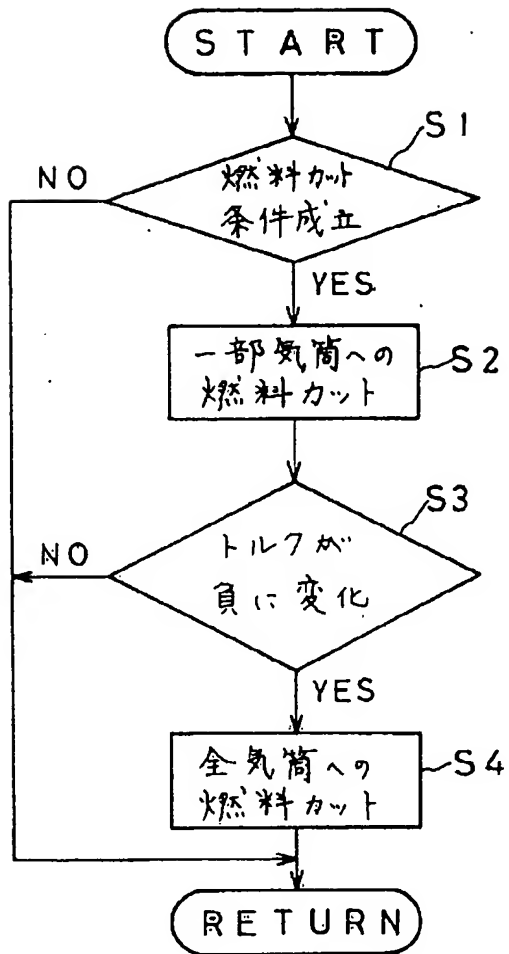 START
S1
NO
燃料カット
条件成立
YES
一部気筒への
燃料カット
S2
S3
NO
トルクが
負に変化
YES
全気筒への
燃料カット
S4
RETURN